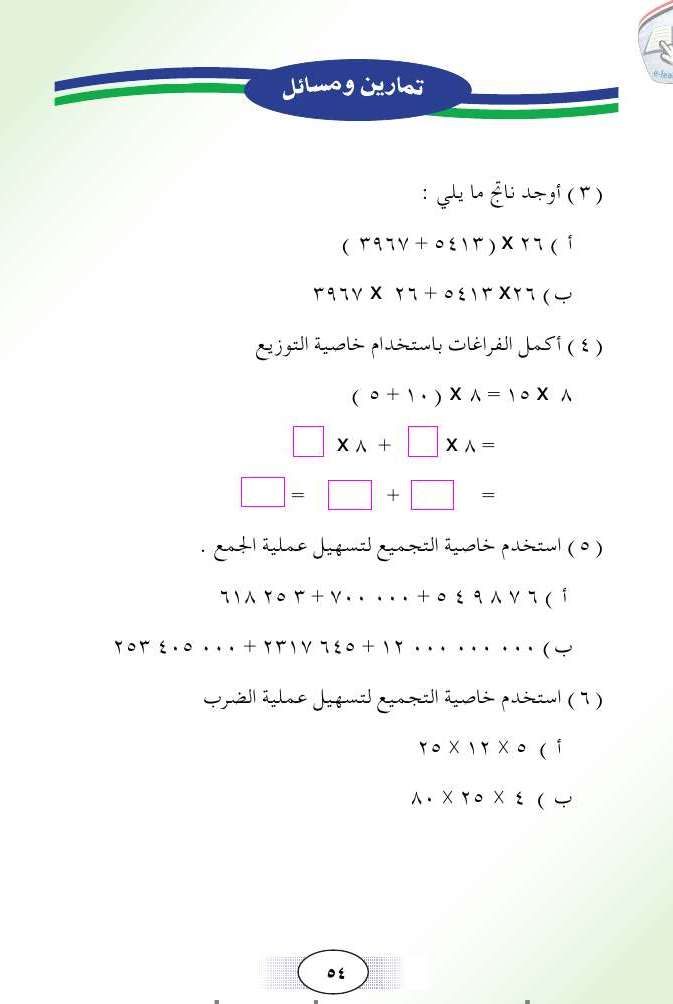 تمارين ومسائل
( ٣ ) أوجد ناتج ما يلي :
أ ) ٢٦ X ( ٥٤١٣ + ٣٩٦٧ )
ب ) ٢٦ X ٥٤١٣ + ٢٦ X ٣٩٦٧
( ٤ ) أكمل الفراغات باستخدام خاصية التوزيع
٨ X ١٥ = ٨ X ( ١٠ + ٥ )
= ٨ X □ + ٨ X □
= □ + □ = □
( ٥ ) استخدم خاصية التجميع لتسهيل عملية الجمع .
أ ) ٥٤٩٨٧٦ + ٧٠٠ ٠٠٠ + ٦١٨ ٢٥٣
ب ) ١٢ ٠٠٠ ٠٠٠ ٠٠٠ + ٢٣١٧ ٦٤٥ + ٢٥٣ ٤٠٥ ٠٠٠
( ٦ ) استخدم خاصية التجميع لتسهيل عملية الضرب
أ ) ٥ × ١٢ × ٢٥
ب ) ٤ × ٢٥ × ٨٠
٥٤